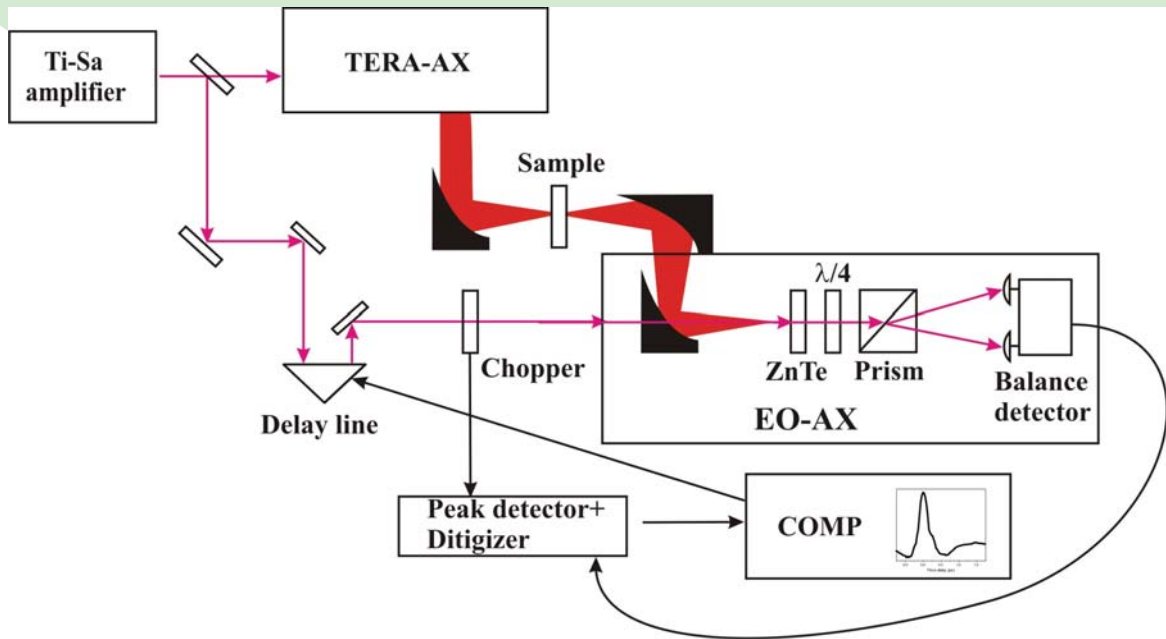 Ti-Sa
amplifier
TERA-AX
Sample
λ/4
ZnTe
Prism
Balance
detector
EO-AX
Chopper
Delay line
Peak detector+
Ditigizer
COMP